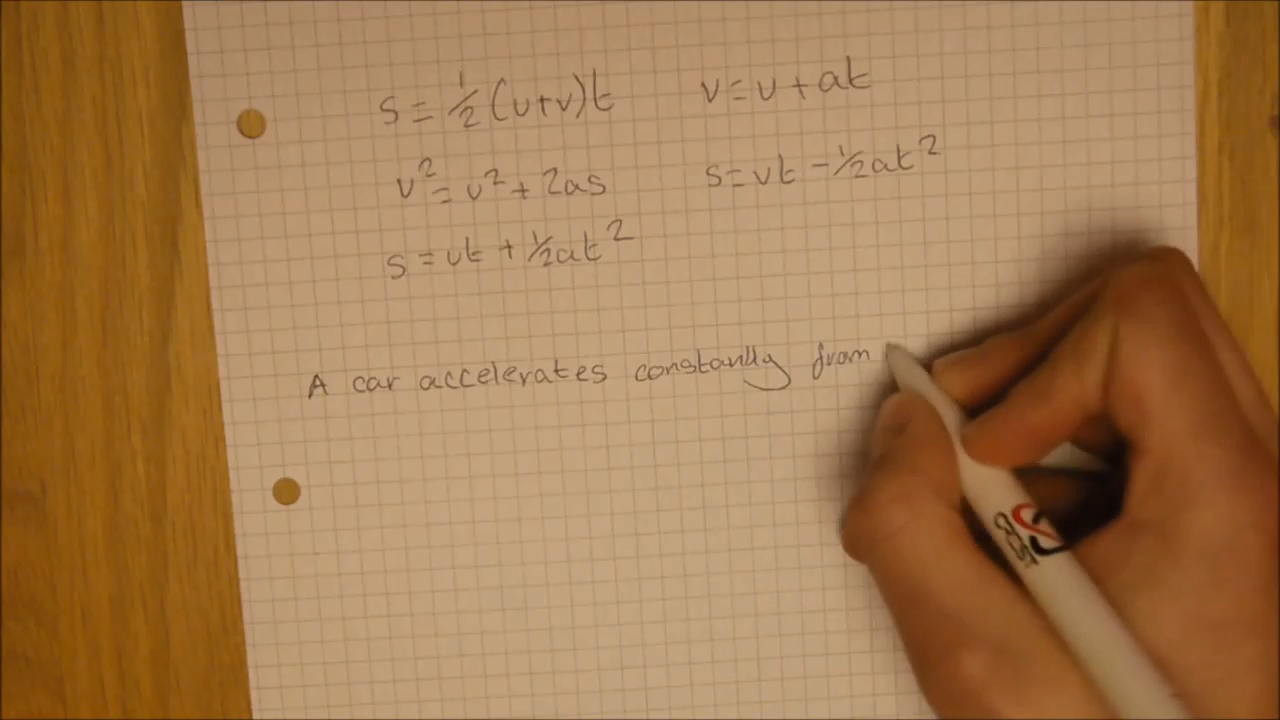 s = ½(u+v)t v = u + at
v² = u² + 2as s = vt - ½at²
s = ut + ½at²
A car accelerates constantly from